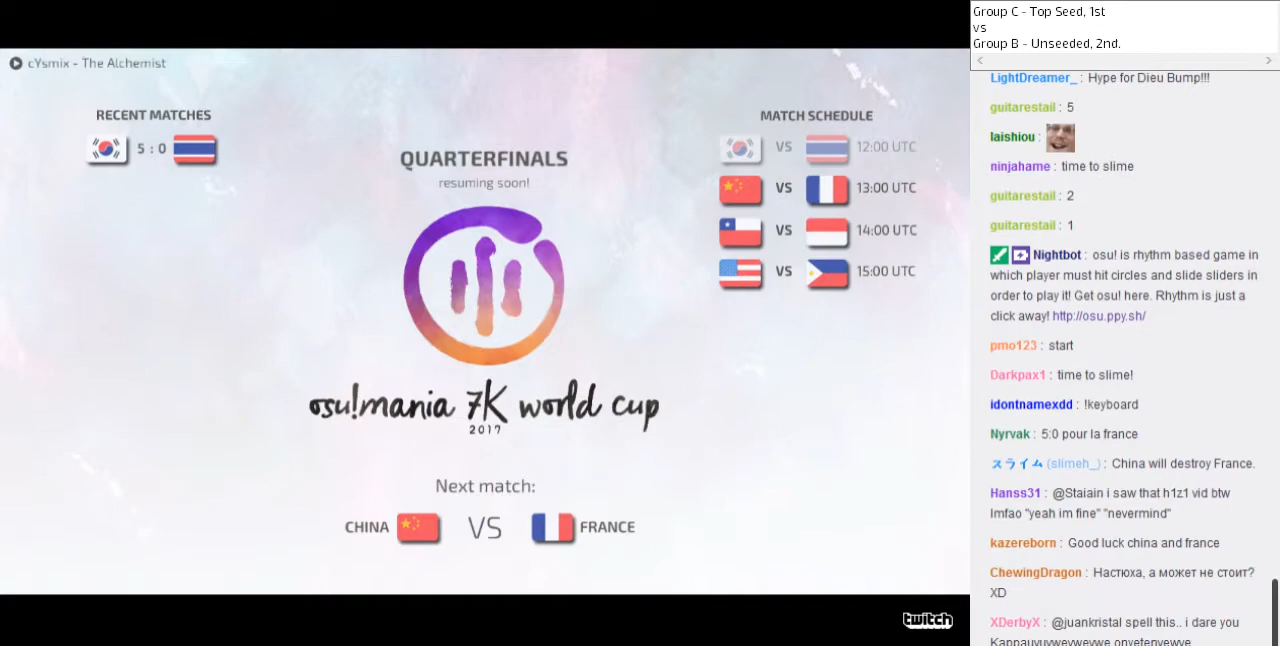 cYsmix - The Alchemist
RECENT MATCHES
5 : 0
QUARTERFINALS
resuming soon!
osu!mania 7K world cup
2017
Next match:
CHINA VS FRANCE
MATCH SCHEDULE
VS 12:00 UTC
VS 13:00 UTC
VS 14:00 UTC
VS 15:00 UTC
twitch
Group C - Top Seed, 1st
vs
Group B - Unseeded, 2nd.
LightDreamer_ : Hype for Dieu Bump!!!
guitarestail : 5
laishiou :
ninjahame : time to slime
guitarestail : 2
guitarestail : 1
Nightbot : osu! is rhythm based game in
which player must hit circles and slide sliders in
order to play it! Get osu! here. Rhythm is just a
click away! http://osu.ppy.sh/
pmo123 : start
Darkpax1 : time to slime!
idontnamexdd : !keyboard
Nyrvak : 5:0 pour la france
スライム (slimeh_) : China will destroy France.
Hanss31 : @Staiain i saw that h1z1 vid btw
lmfao "yeah im fine" "nevermind"
kazereborn : Good luck china and france
ChewingDragon : Настюха, а может не стоит?
XD
XDerbyX : @juankristal spell this.. i dare you